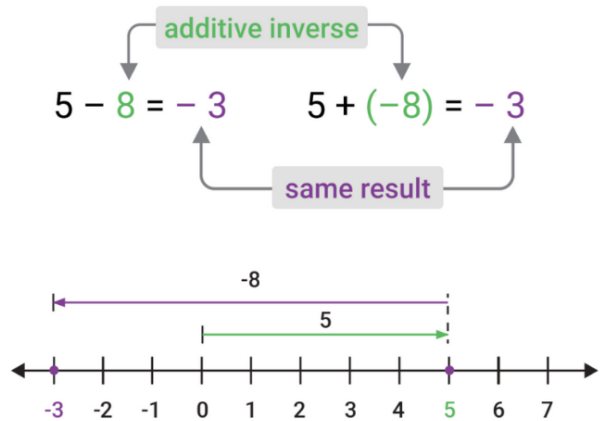 additive inverse
5 − 8 = − 3
5 + (−8) = − 3
same result
-8
5
-3 -2 -1 0 1 2 3 4 5 6 7